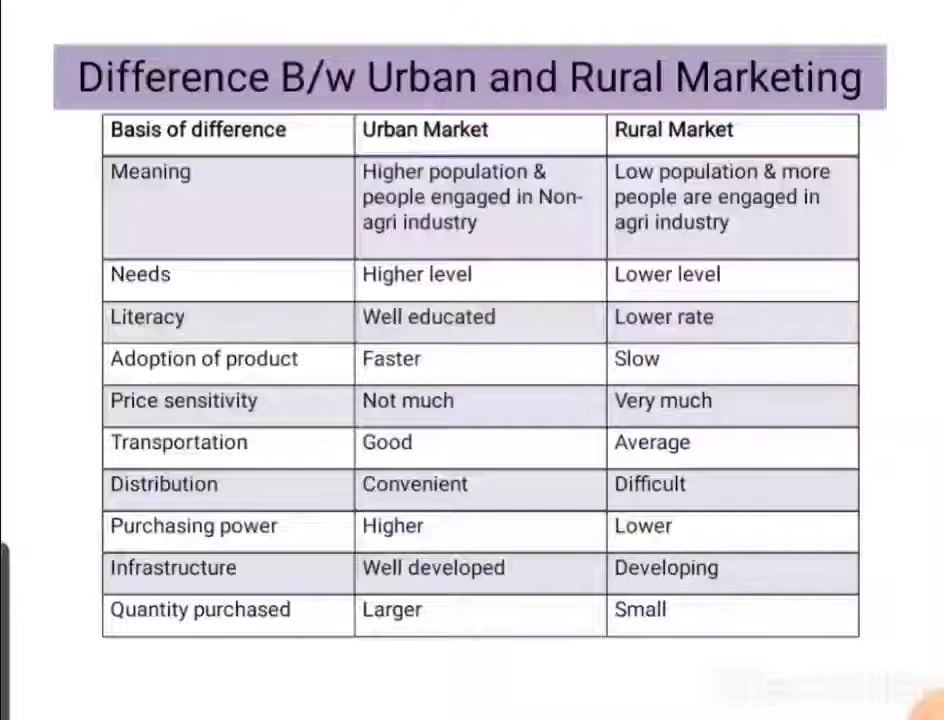 Difference B/w Urban and Rural Marketing
Basis of difference Urban Market Rural Market
Meaning
Higher population &
people engaged in Non-
agri industry
Low population & more
people are engaged in
agri industry
Needs Higher level Lower level
Literacy Well educated Lower rate
Adoption of product Faster Slow
Price sensitivity Not much Very much
Transportation Good Average
Distribution Convenient Difficult
Purchasing power Higher Lower
Infrastructure Well developed Developing
Quantity purchased Larger Small